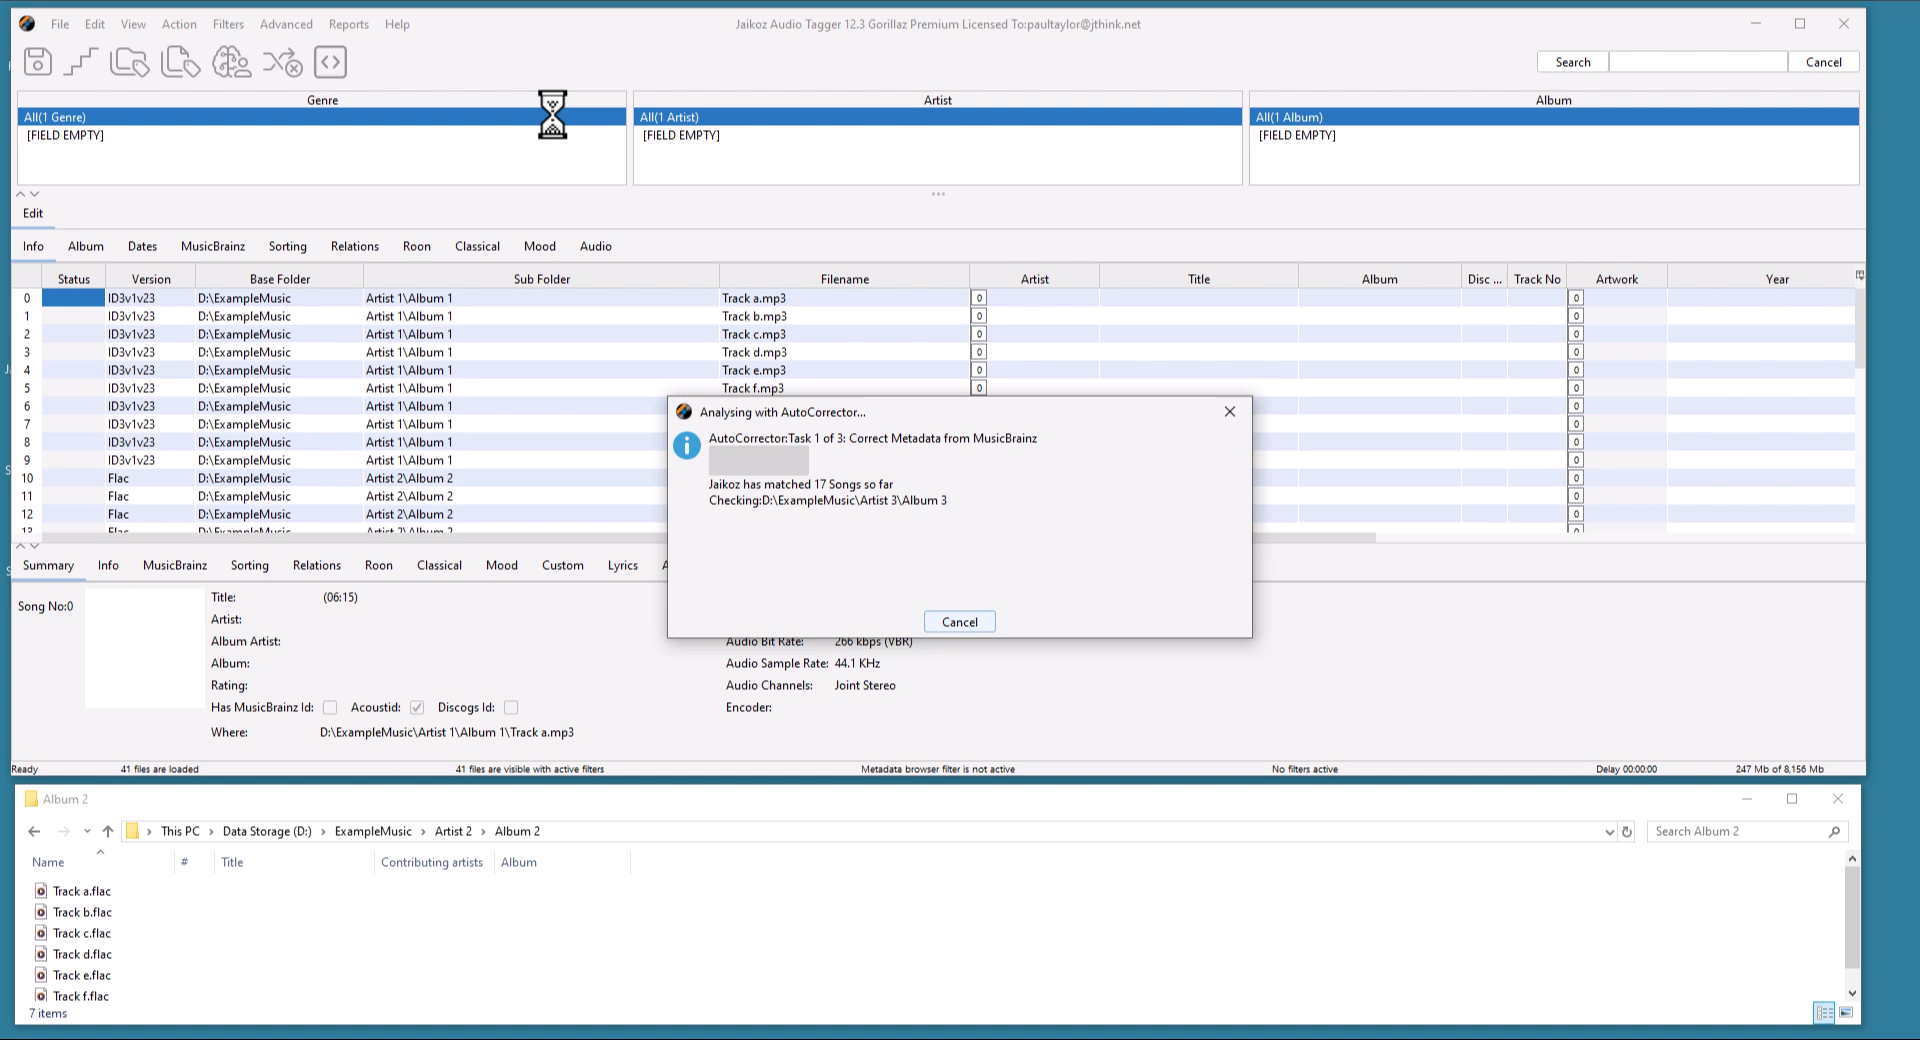 File Edit View Action Filters Advanced Reports Help
Jaikoz Audio Tagger 12.3 Gorillaz Premium Licensed To:paultaylor@jthink.net
Search Cancel
Genre Artist Album
All(1 Genre) All(1 Artist) All(1 Album)
[FIELD EMPTY] [FIELD EMPTY] [FIELD EMPTY]
Edit
Info Album Dates MusicBrainz Sorting Relations Roon Classical Mood Audio
Status Version Base Folder Sub Folder Filename Artist Title Album Disc ... Track No Artwork Year
0 ID3v1v23 D:\ExampleMusic Artist 1\Album 1 Track a.mp3 0 0
1 ID3v1v23 D:\ExampleMusic Artist 1\Album 1 Track b.mp3 0 0
2 ID3v1v23 D:\ExampleMusic Artist 1\Album 1 Track c.mp3 0 0
3 ID3v1v23 D:\ExampleMusic Artist 1\Album 1 Track d.mp3 0 0
4 ID3v1v23 D:\ExampleMusic Artist 1\Album 1 Track e.mp3 0 0
5 ID3v1v23 D:\ExampleMusic Artist 1\Album 1 Track f.mp3 0 0
6 ID3v1v23 D:\ExampleMusic Artist 1\Album 1 0
7 ID3v1v23 D:\ExampleMusic Artist 1\Album 1 0
8 ID3v1v23 D:\ExampleMusic Artist 1\Album 1 0
9 ID3v1v23 D:\ExampleMusic Artist 1\Album 1 0
10 Flac D:\ExampleMusic Artist 2\Album 2 0
11 Flac D:\ExampleMusic Artist 2\Album 2 0
12 Flac D:\ExampleMusic Artist 2\Album 2 0
13 Flac D:\ExampleMusic Artist 2\Album 2 0
Analysing with AutoCorrector...
AutoCorrector:Task 1 of 3: Correct Metadata from MusicBrainz
Jaikoz has matched 17 Songs so far
Checking:D:\ExampleMusic\Artist 3\Album 3
Cancel
Summary Info MusicBrainz Sorting Relations Roon Classical Mood Custom Lyrics
Song No:0
Title: (06:15)
Artist:
Album Artist:
Album:
Rating:
Has MusicBrainz Id: Acoustid: Discogs Id:
Where: D:\ExampleMusic\Artist 1\Album 1\Track a.mp3
Audio Bit Rate: 266 kbps (VBR)
Audio Sample Rate: 44.1 KHz
Audio Channels: Joint Stereo
Encoder:
Ready 41 files are loaded 41 files are visible with active filters Metadata browser filter is not active No filters active Delay 00:00:00 247 Mb of 8,156 Mb
Album 2
This PC > Data Storage (D:) > ExampleMusic > Artist 2 > Album 2
Search Album 2
Name # Title Contributing artists Album
Track a.flac
Track b.flac
Track c.flac
Track d.flac
Track e.flac
Track f.flac
7 items